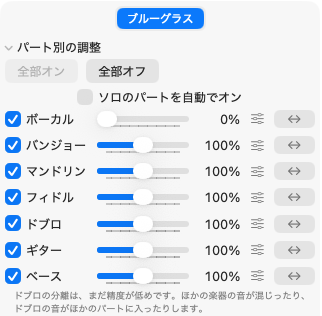 ブルーグラス
パート別の調整
全部オン 全部オフ
ソロのパートを自動でオン
ボーカル 0%
バンジョー 100%
マンドリン 100%
フィドル 100%
ドブロ 100%
ギター 100%
ベース 100%
ドブロの分離は、まだ精度が低めです。ほかの楽器の音が混じったり、
ドブロの音がほかのパートに入ったりします。